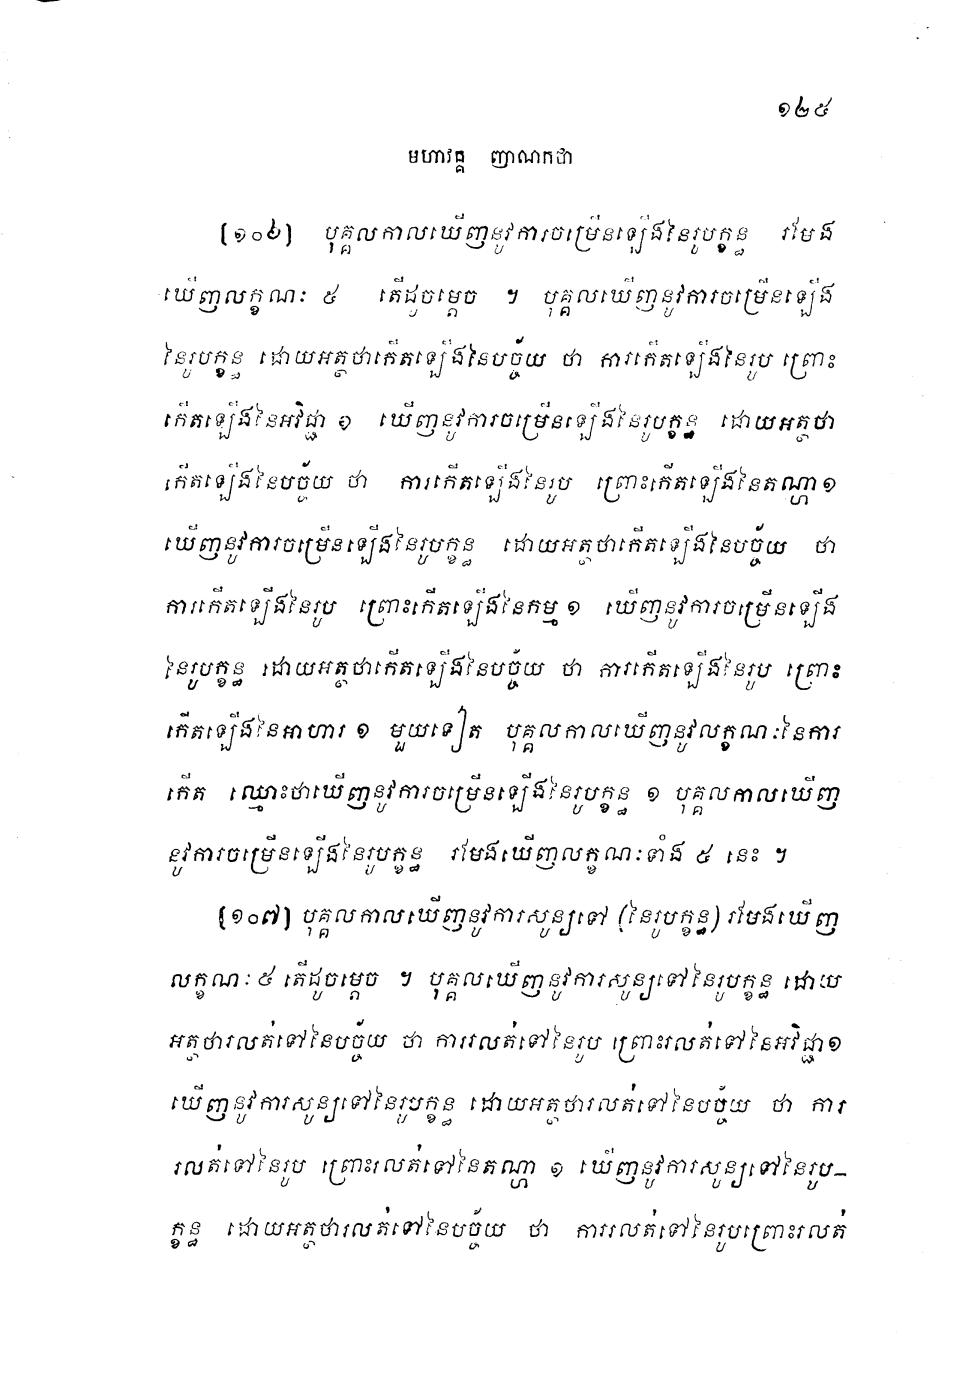 ១២៥
មហាវគ្គ ញាណកថា
[១០៦] បុគ្គលកាលឃើញនូវការចម្រើនឡើងនៃរូបក្ខន្ធ រមែង
ឃើញលក្ខណៈ ៥ តើដូចម្តេច ។ បុគ្គលឃើញនូវការចម្រើនឡើង
នៃរូបក្ខន្ធ ដោយអត្ថថាកើតឡើងនៃបច្ច័យ ថា ការកើតឡើងនៃរូប ព្រោះ
កើតឡើងនៃអវិជ្ជា ១ ឃើញនូវការចម្រើនឡើងនៃរូបក្ខន្ធ ដោយអត្ថថា
កើតឡើងនៃបច្ច័យ ថា ការកើតឡើងនៃរូប ព្រោះកើតឡើងនៃតណ្ហា ១
ឃើញនូវការចម្រើនឡើងនៃរូបក្ខន្ធ ដោយអត្ថថាកើតឡើងនៃបច្ច័យ ថា
ការកើតឡើងនៃរូប ព្រោះកើតឡើងនៃកម្ម ១ ឃើញនូវការចម្រើនឡើង
នៃរូបក្ខន្ធ ដោយអត្ថថាកើតឡើងនៃបច្ច័យ ថា ការកើតឡើងនៃរូប ព្រោះ
កើតឡើងនៃអាហារ ១ មួយទៀត បុគ្គលកាលឃើញនូវលក្ខណៈនៃការ
កើត ឈ្មោះថាឃើញនូវការចម្រើនឡើងនៃរូបក្ខន្ធ ១ បុគ្គលកាលឃើញ
នូវការចម្រើនឡើងនៃរូបក្ខន្ធ រមែងឃើញលក្ខណៈទាំង ៥ នេះ ។
[១០៧] បុគ្គលកាលឃើញនូវការសូន្យទៅ (នៃរូបក្ខន្ធ) រមែងឃើញ
លក្ខណៈ ៥ តើដូចម្តេច ។ បុគ្គលឃើញនូវការសូន្យទៅនៃរូបក្ខន្ធ ដោយ
អត្ថថារលត់ទៅនៃបច្ច័យ ថា ការរលត់ទៅនៃរូប ព្រោះរលត់ទៅនៃអវិជ្ជា ១
ឃើញនូវការសូន្យទៅនៃរូបក្ខន្ធ ដោយអត្ថថារលត់ទៅនៃបច្ច័យ ថា ការ
រលត់ទៅនៃរូប ព្រោះរលត់ទៅនៃតណ្ហា ១ ឃើញនូវការសូន្យទៅនៃរូប-
ក្ខន្ធ ដោយអត្ថថារលត់ទៅនៃបច្ច័យ ថា ការរលត់ទៅនៃរូបព្រោះរលត់